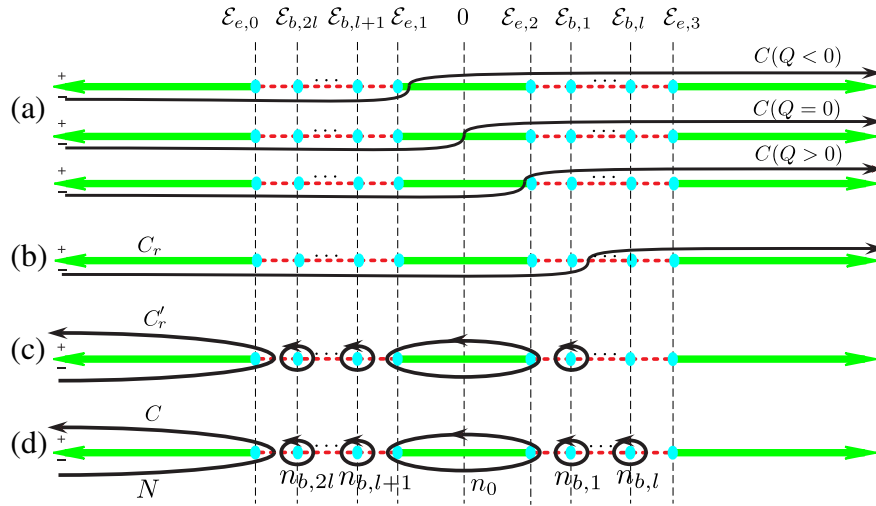 ℰ_{e,0} ℰ_{b,2l} ℰ_{b,l+1} ℰ_{e,1} 0 ℰ_{e,2} ℰ_{b,1} ℰ_{b,l} ℰ_{e,3}
C(Q < 0)
(a) + − ... ...
C(Q = 0)
+ − ... ...
C(Q > 0)
+ − ... ...
(b) + − C_r ... ...
(c) + − C'_r ... ...
(d) + − C ... ...
N n_{b,2l} n_{b,l+1} n_0 n_{b,1} n_{b,l}